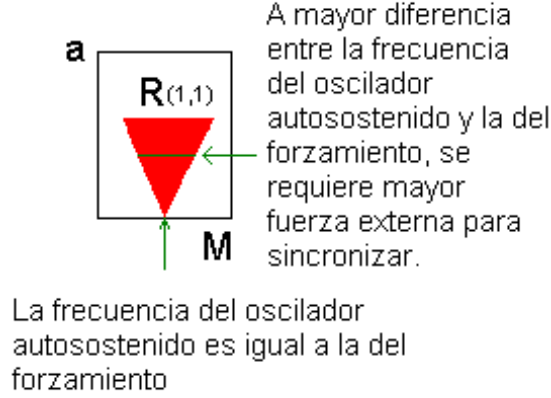 A mayor diferencia
entre la frecuencia
del oscilador
autosostenido y la del
forzamiento, se
requiere mayor
fuerza externa para
sincronizar.
a
R(1,1)
M
La frecuencia del oscilador
autosostenido es igual a la del
forzamiento